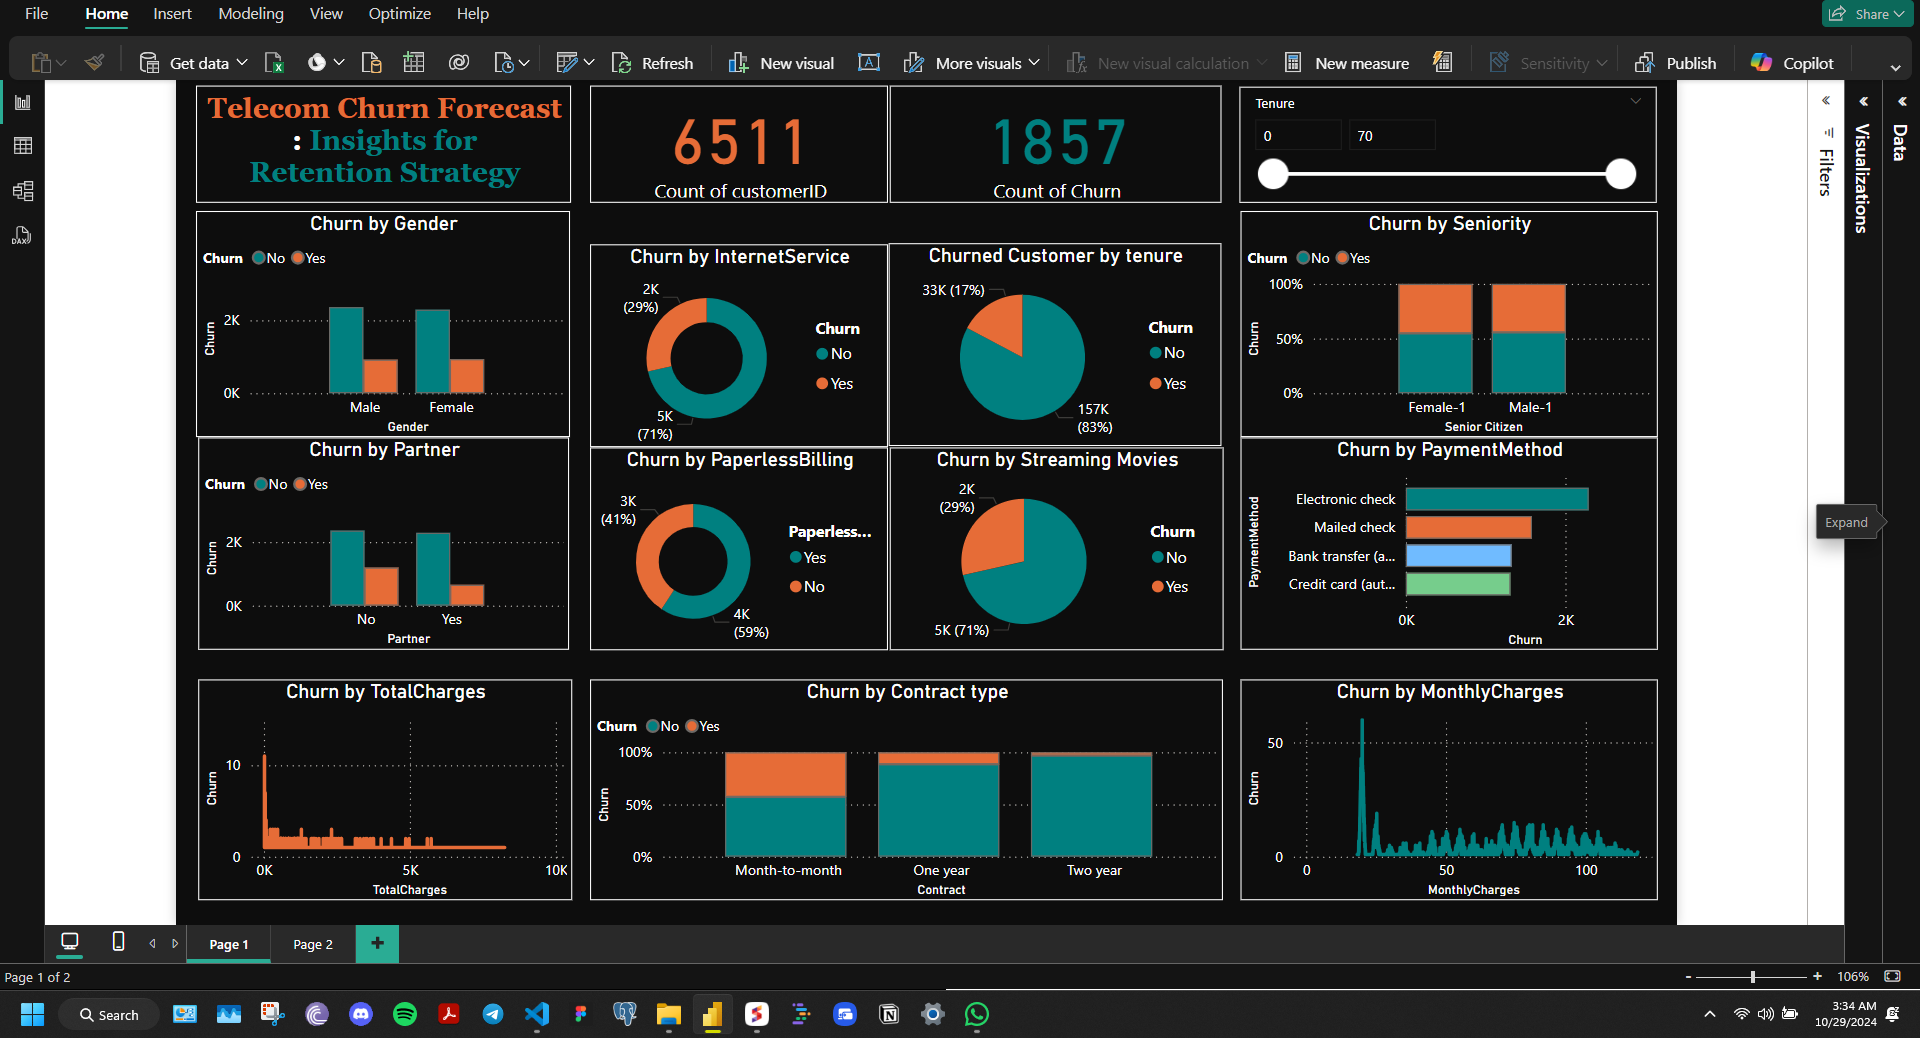 File Home Insert Modeling View Optimize Help
Share
Get data
Refresh
New visual
More visuals
New visual calculation
New measure
Sensitivity
Publish
Copilot
Telecom Churn Forecast
: Insights for
Retention Strategy
6511
Count of customerID
1857
Count of Churn
Tenure
0 70
Filters
Visualizations
Data
Churn by Gender
Churn No Yes
2K
0K
Churn
Male Female
Gender
Churn by InternetService
2K
(29%)
5K
(71%)
Churn
No
Yes
Churned Customer by tenure
33K (17%)
157K
(83%)
Churn
No
Yes
Churn by Seniority
Churn No Yes
100%
50%
0%
Churn
Female-1 Male-1
Senior Citizen
Churn by Partner
Churn No Yes
2K
0K
Churn
No Yes
Partner
Churn by PaperlessBilling
3K
(41%)
4K
(59%)
Paperless...
Yes
No
Churn by Streaming Movies
2K
(29%)
5K (71%)
Churn
No
Yes
Churn by PaymentMethod
PaymentMethod
Electronic check
Mailed check
Bank transfer (a...
Credit card (aut...
0K 2K
Churn
Expand
Churn by TotalCharges
10
0
Churn
0K 5K 10K
TotalCharges
Churn by Contract type
Churn No Yes
100%
50%
0%
Churn
Month-to-month One year Two year
Contract
Churn by MonthlyCharges
50
0
Churn
0 50 100
MonthlyCharges
Page 1 Page 2 +
Page 1 of 2
- + 106%
Search
3:34 AM
10/29/2024
DAX